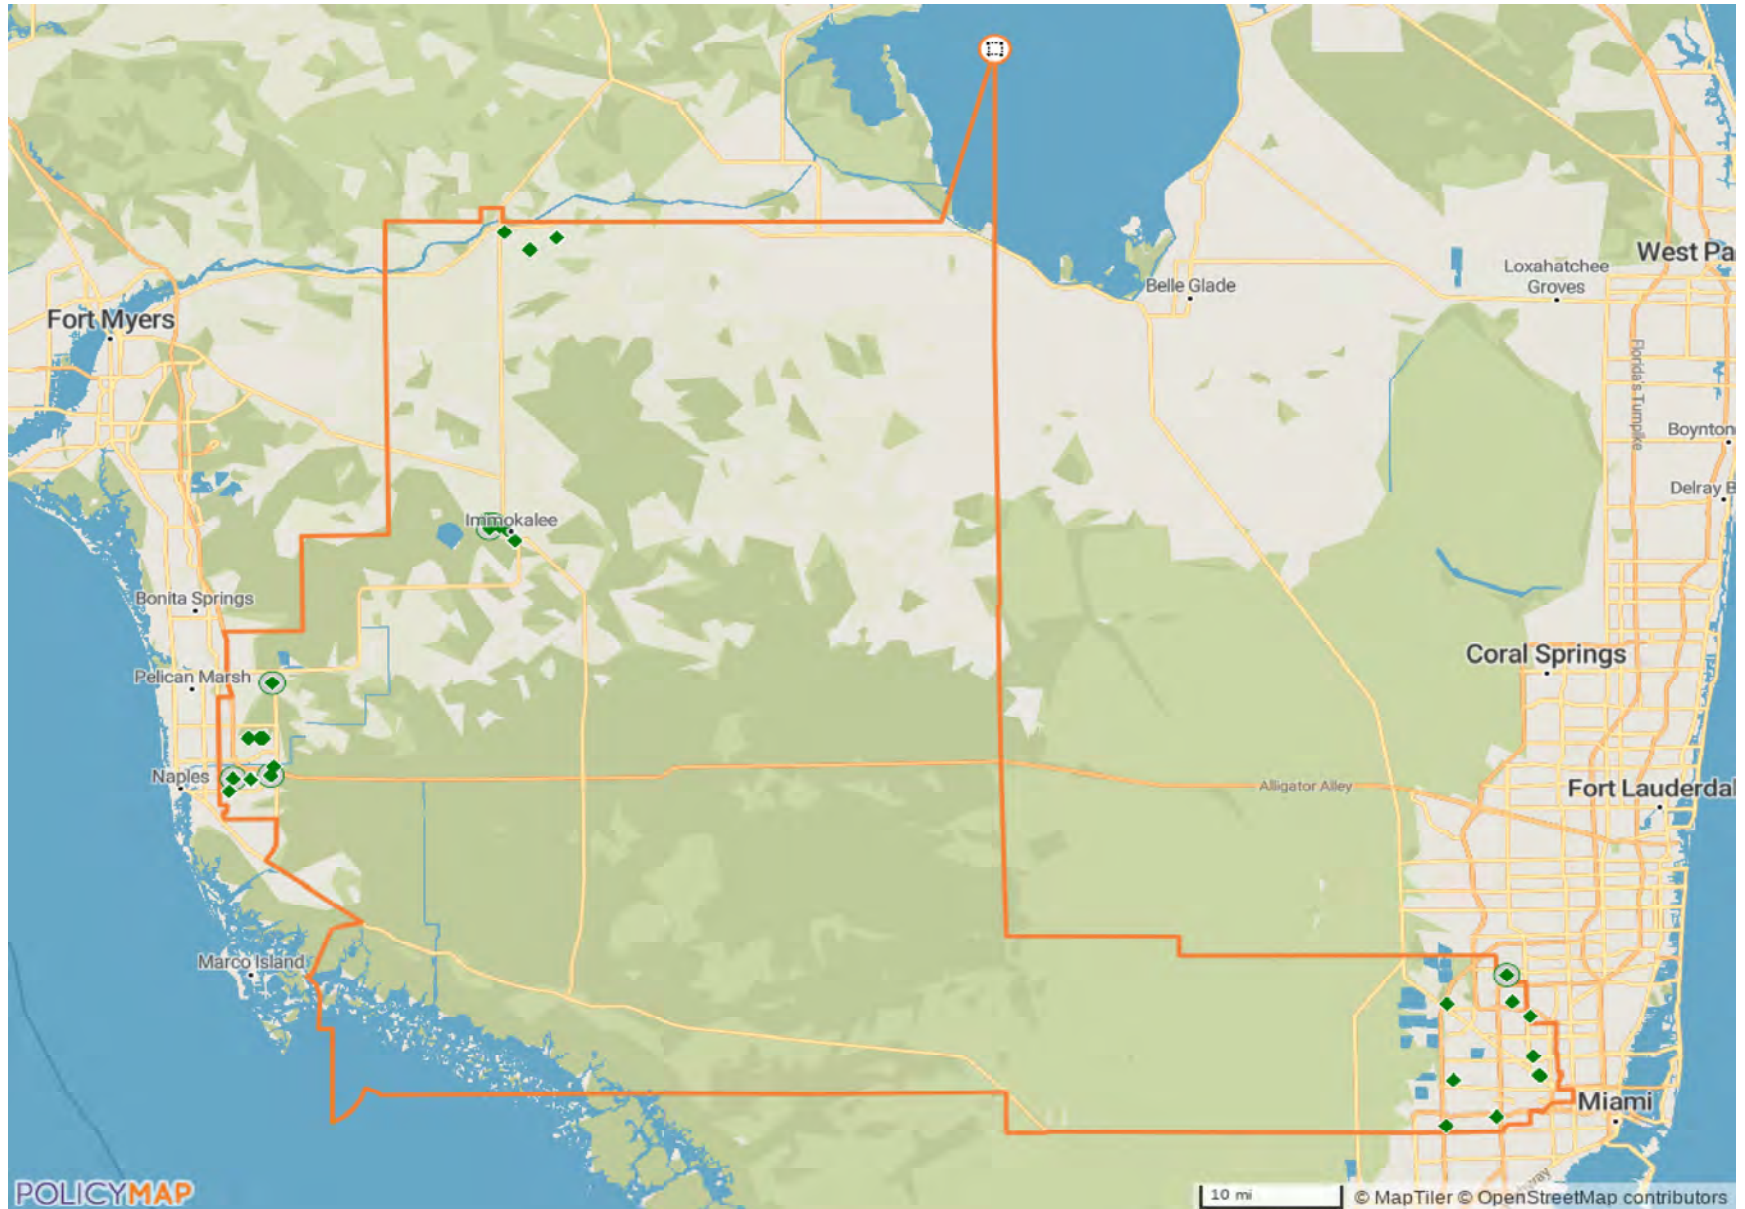 West Pa
Loxahatchee
Groves
Belle Glade
Fort Myers
Florida's Turnpike
Boynton
Delray B
Immokalee
Bonita Springs
Coral Springs
Pelican Marsh
Naples
Alligator Alley
Fort Lauderdal
Marco Island
Miami
POLICYMAP
10 mi
© MapTiler © OpenStreetMap contributors